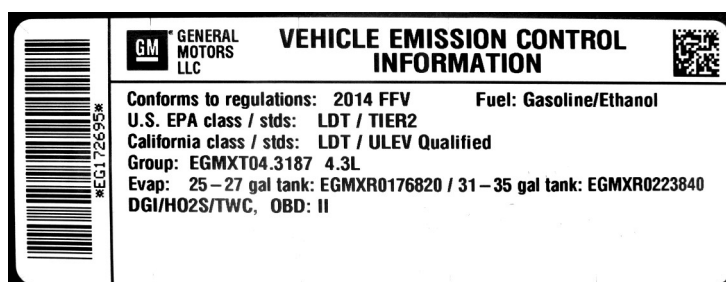 *EG172695*
GM
GENERAL
MOTORS
LLC
VEHICLE EMISSION CONTROL
INFORMATION
Conforms to regulations: 2014 FFV Fuel: Gasoline/Ethanol
U.S. EPA class / stds: LDT / TIER2
California class / stds: LDT / ULEV Qualified
Group: EGMXT04.3187 4.3L
Evap: 25–27 gal tank: EGMXR0176820 / 31–35 gal tank: EGMXR0223840
DGI/HO2S/TWC, OBD: II